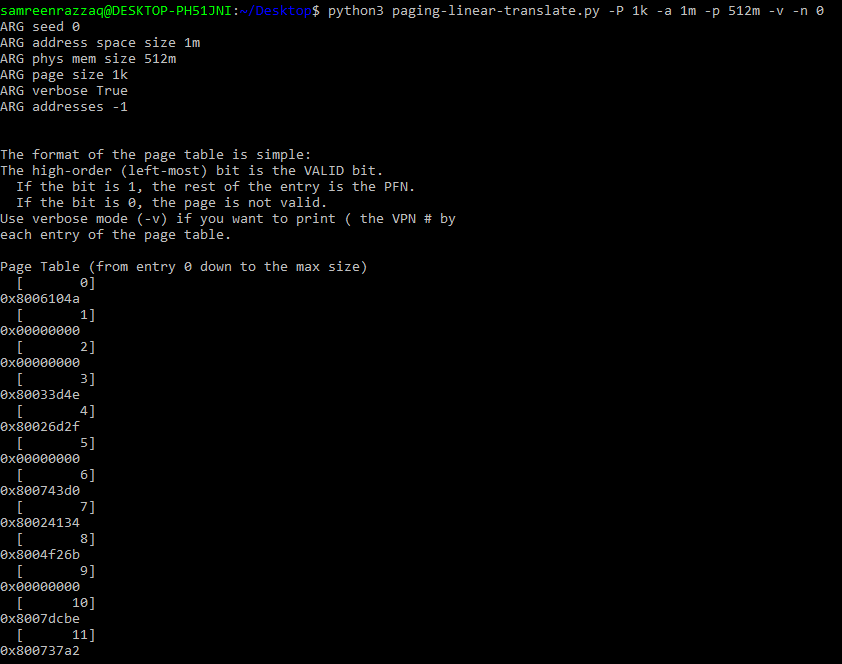 samreenrazzaq@DESKTOP-PH51JNI:~/Desktop$ python3 paging-linear-translate.py -P 1k -a 1m -p 512m -v -n 0
ARG seed 0
ARG address space size 1m
ARG phys mem size 512m
ARG page size 1k
ARG verbose True
ARG addresses -1

The format of the page table is simple:
The high-order (left-most) bit is the VALID bit.
  If the bit is 1, the rest of the entry is the PFN.
  If the bit is 0, the page is not valid.
Use verbose mode (-v) if you want to print ( the VPN # by
each entry of the page table.

Page Table (from entry 0 down to the max size)
  [       0]
0x8006104a
  [       1]
0x00000000
  [       2]
0x00000000
  [       3]
0x80033d4e
  [       4]
0x80026d2f
  [       5]
0x00000000
  [       6]
0x800743d0
  [       7]
0x80024134
  [       8]
0x8004f26b
  [       9]
0x00000000
  [      10]
0x8007dcbe
  [      11]
0x800737a2